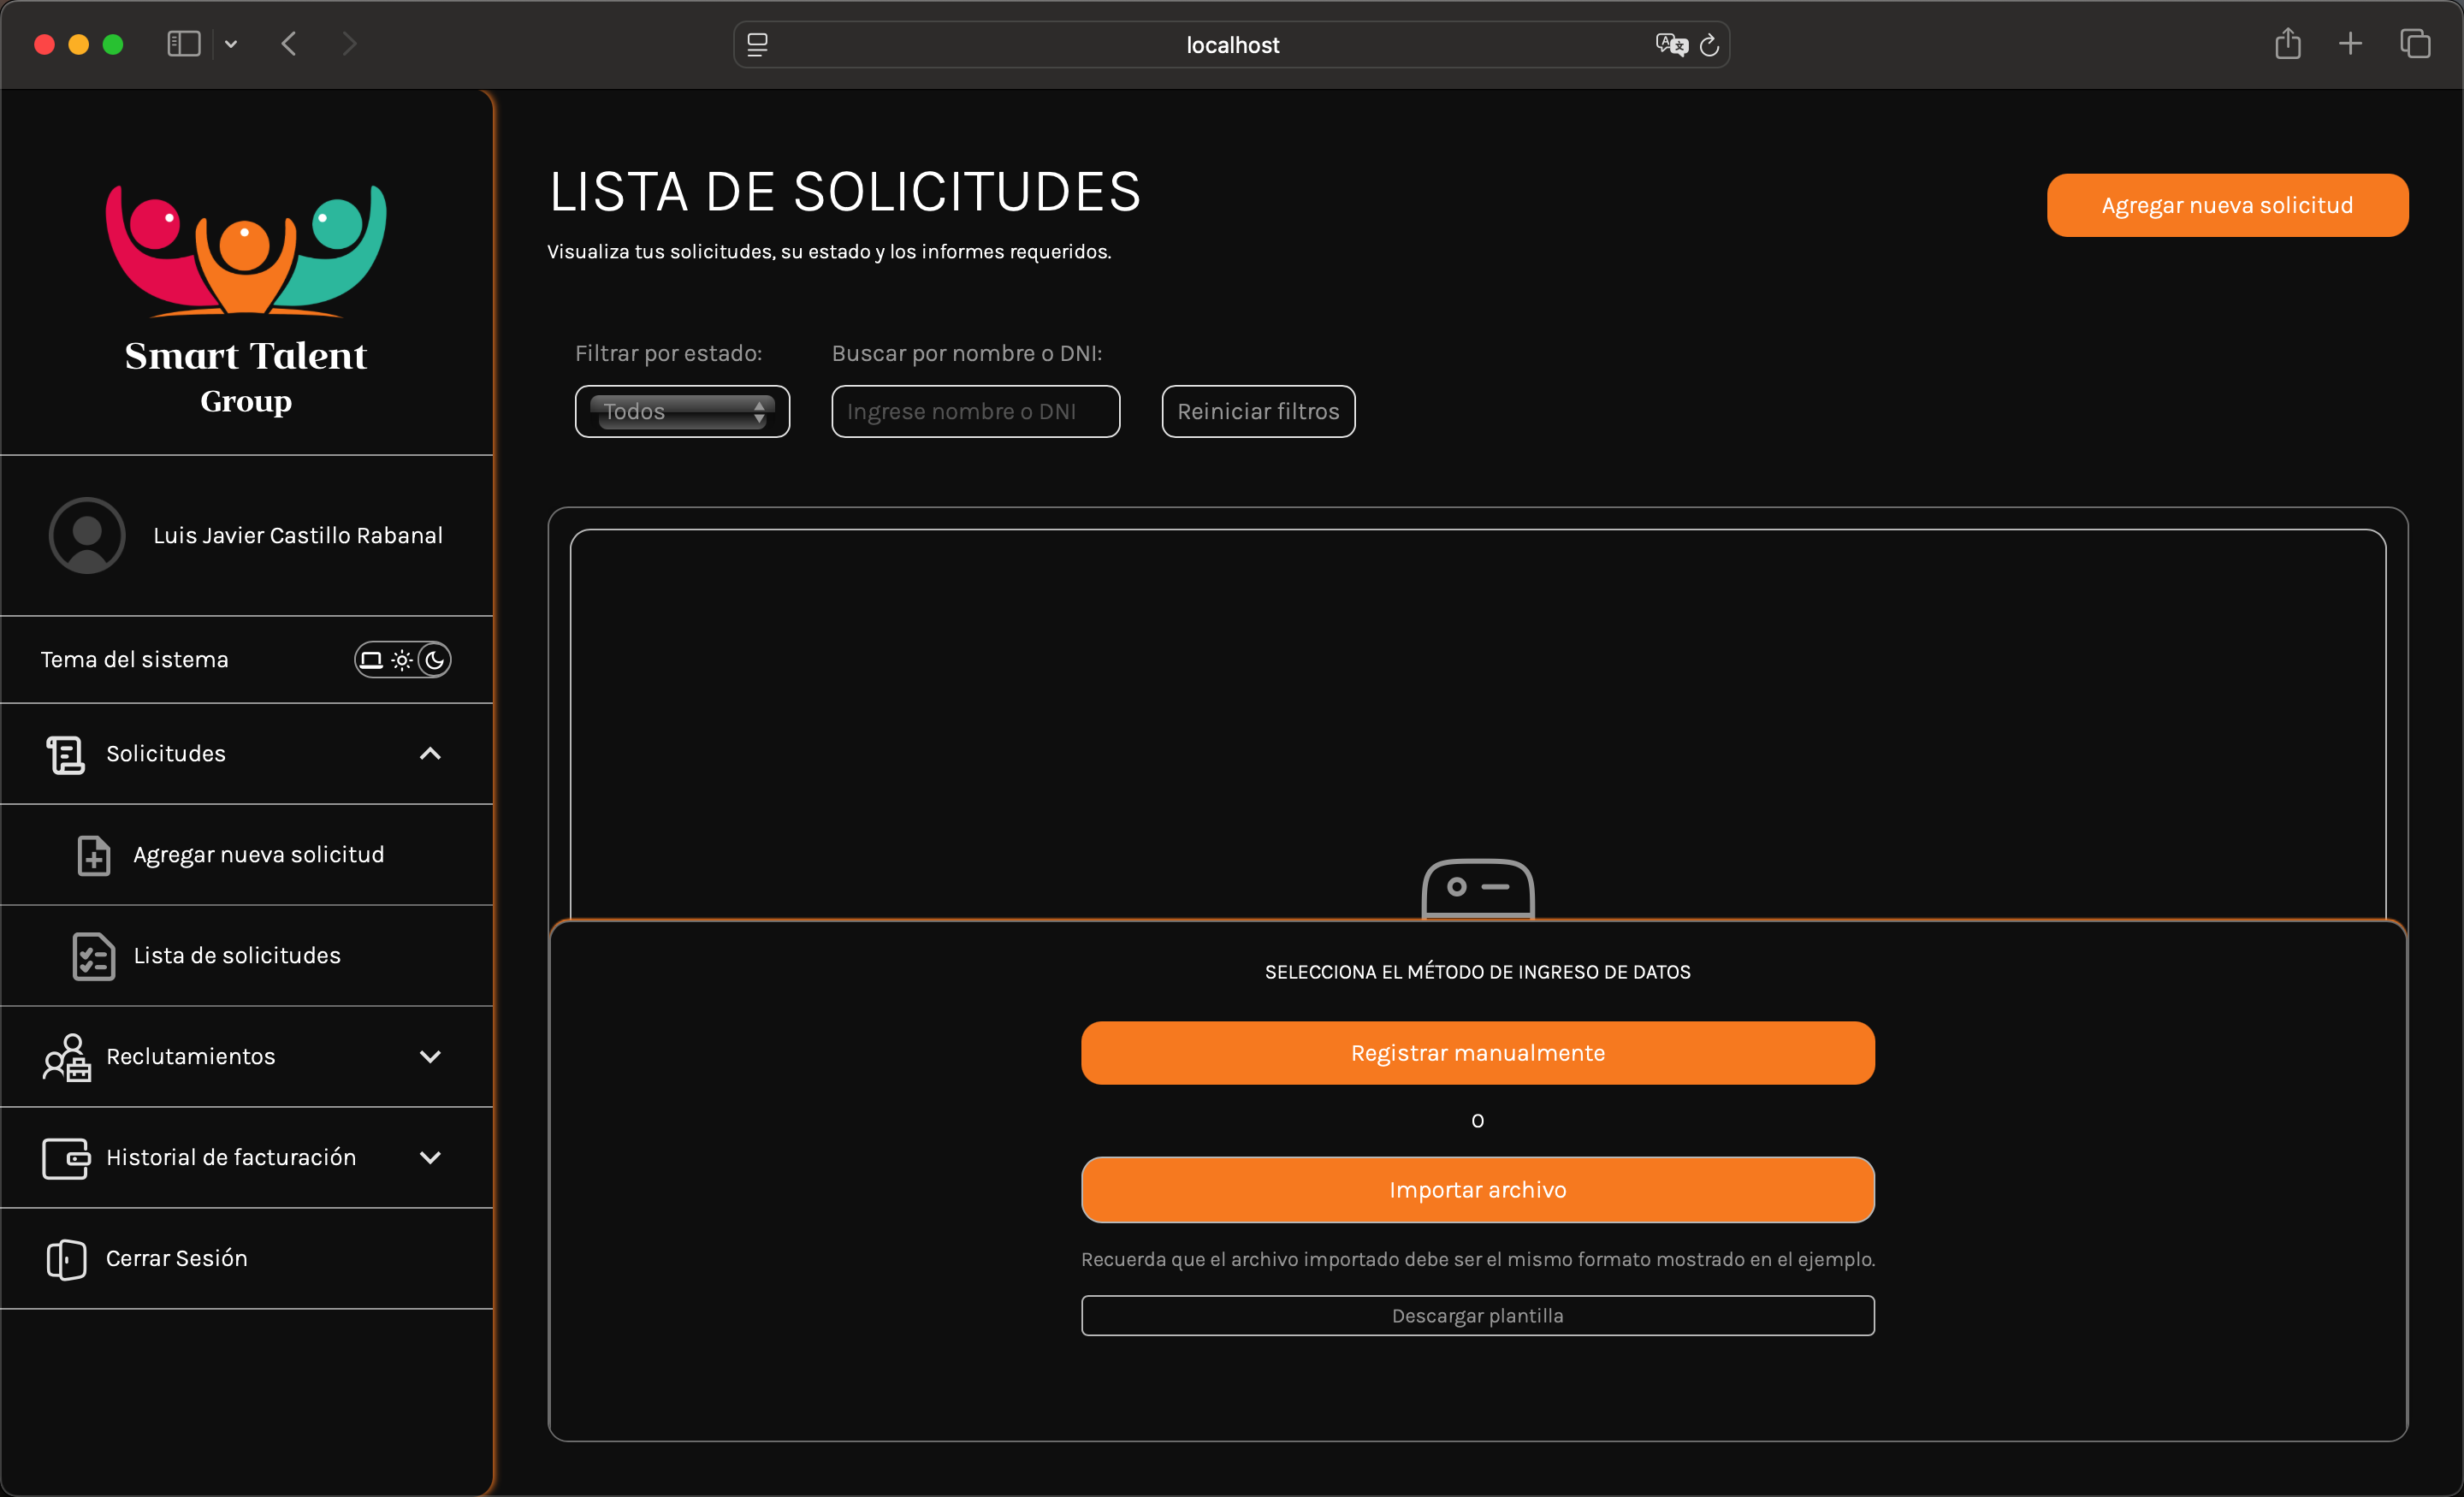 localhost
Smart Talent
Group
Luis Javier Castillo Rabanal
Tema del sistema
Solicitudes
Agregar nueva solicitud
Lista de solicitudes
Reclutamientos
Historial de facturación
Cerrar Sesión
LISTA DE SOLICITUDES
Visualiza tus solicitudes, su estado y los informes requeridos.
Agregar nueva solicitud
Filtrar por estado:
Todos
Buscar por nombre o DNI:
Ingrese nombre o DNI
Reiniciar filtros
SELECCIONA EL MÉTODO DE INGRESO DE DATOS
Registrar manualmente
O
Importar archivo
Recuerda que el archivo importado debe ser el mismo formato mostrado en el ejemplo.
Descargar plantilla